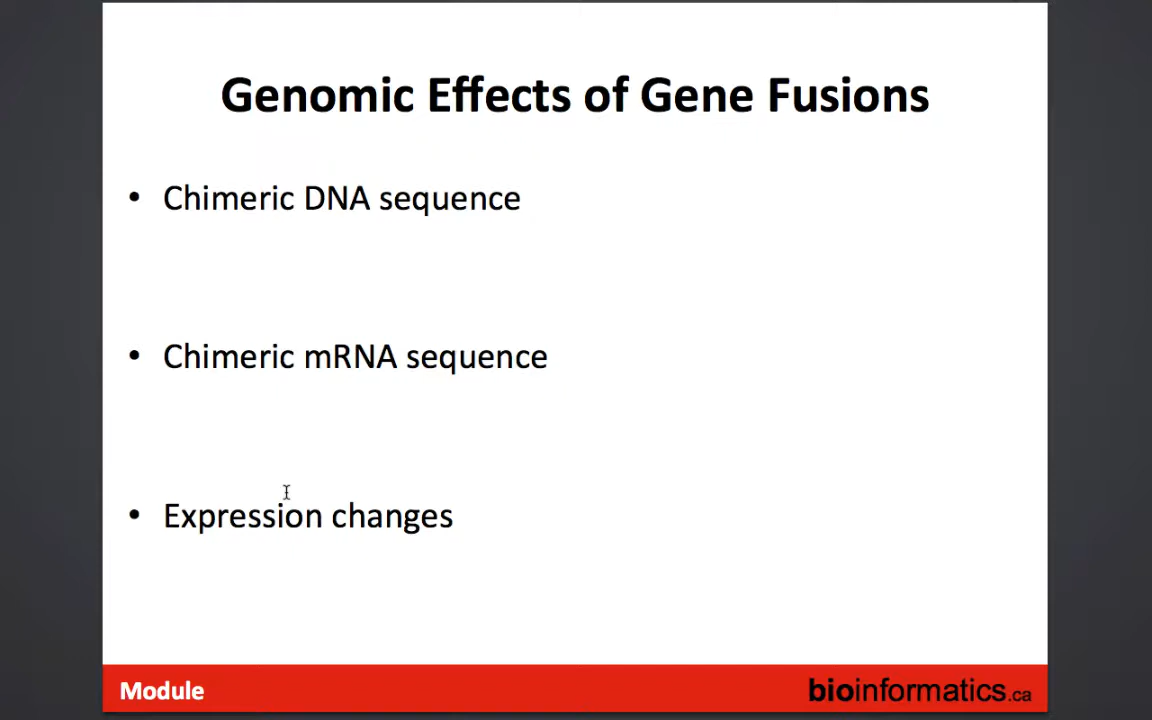 Genomic Effects of Gene Fusions
• Chimeric DNA sequence
• Chimeric mRNA sequence
• Expression changes
Module
bioinformatics.ca